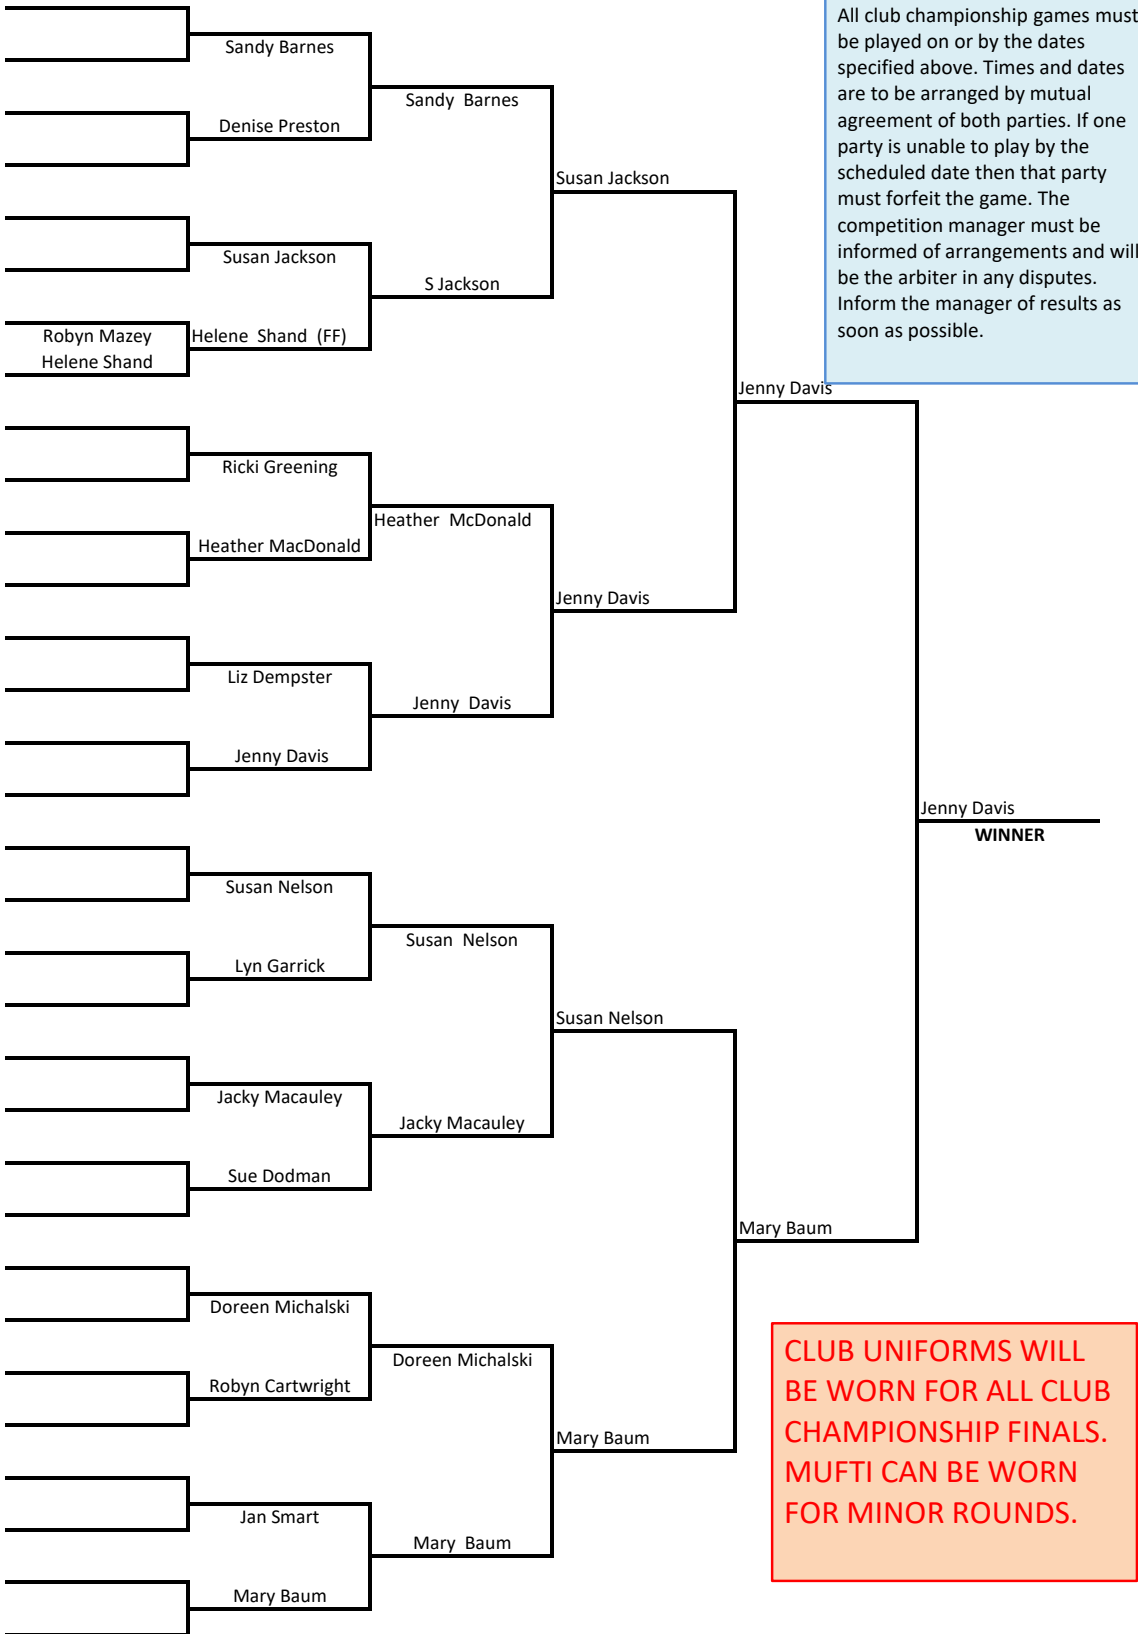 All club championship games must
be played on or by the dates
specified above. Times and dates
are to be arranged by mutual
agreement of both parties. If one
party is unable to play by the
scheduled date then that party
must forfeit the game. The
competition manager must be
informed of arrangements and will
be the arbiter in any disputes.
Inform the manager of results as
soon as possible.
Sandy Barnes
Denise Preston
Susan Jackson
Robyn Mazey
Helene Shand
Helene Shand (FF)
Ricki Greening
Heather MacDonald
Liz Dempster
Jenny Davis
Susan Nelson
Lyn Garrick
Jacky Macauley
Sue Dodman
Doreen Michalski
Robyn Cartwright
Jan Smart
Mary Baum
Sandy Barnes
S Jackson
Heather McDonald
Jenny Davis
Susan Nelson
Jacky Macauley
Doreen Michalski
Mary Baum
Susan Jackson
Jenny Davis
Susan Nelson
Mary Baum
Jenny Davis
Mary Baum
Jenny Davis
WINNER
CLUB UNIFORMS WILL
BE WORN FOR ALL CLUB
CHAMPIONSHIP FINALS.
MUFTI CAN BE WORN
FOR MINOR ROUNDS.